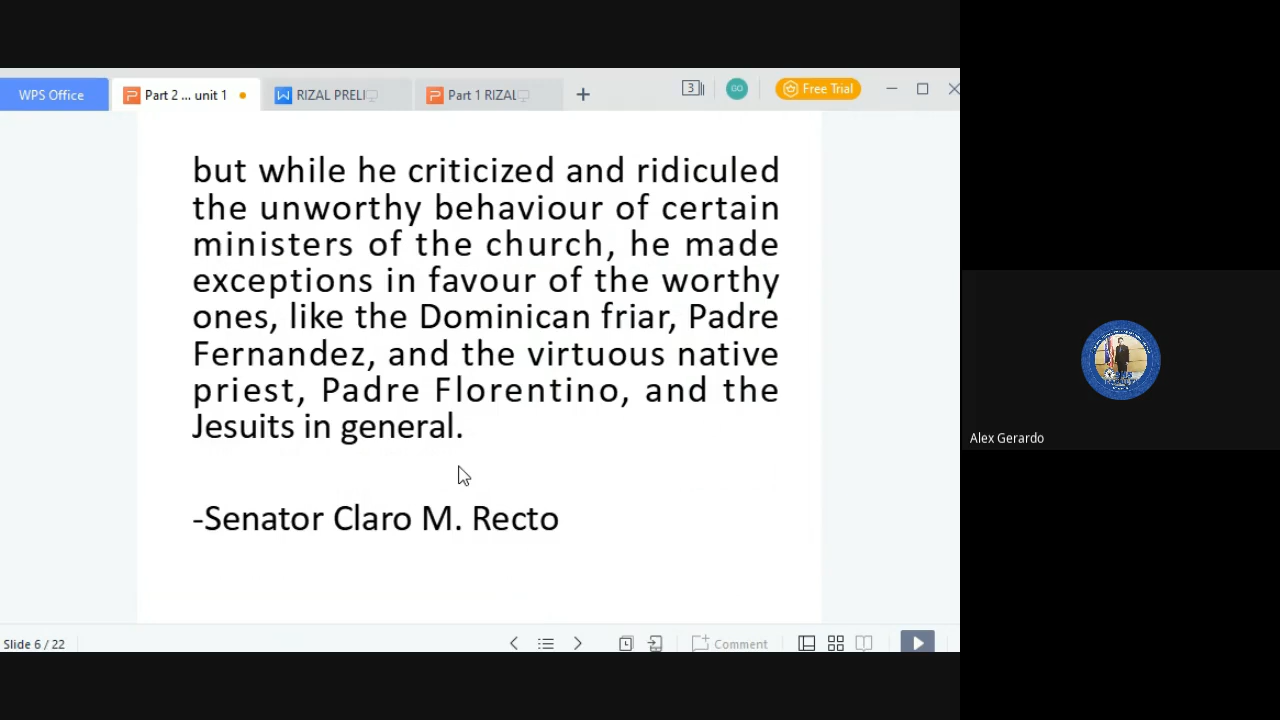 WPS Office
Part 2 ... unit 1
RIZAL PRELI
Part 1 RIZAL
3
GO
Free Trial
but while he criticized and ridiculed
the unworthy behaviour of certain
ministers of the church, he made
exceptions in favour of the worthy
ones, like the Dominican friar, Padre
Fernandez, and the virtuous native
priest, Padre Florentino, and the
Jesuits in general.
-Senator Claro M. Recto
Alex Gerardo
Slide 6 / 22
Comment